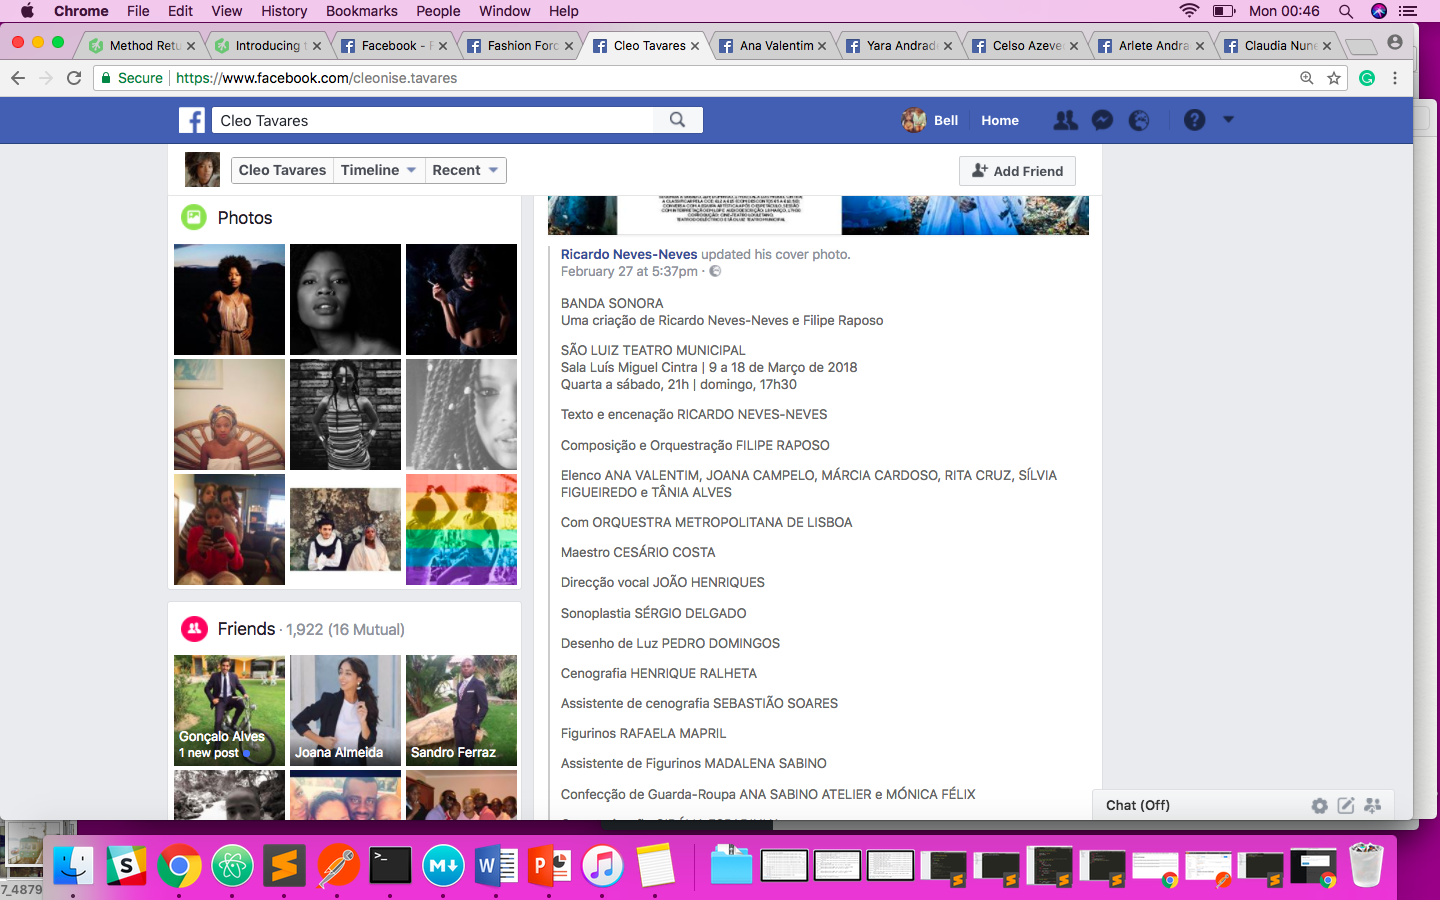 Chrome File Edit View History Bookmarks People Window Help Mon 00:46
Method Retu Introducing t Facebook - F Fashion Forc Cleo Tavares Ana Valentim Yara Andrade Celso Azeve Arlete Andra Claudia Nun
Secure https://www.facebook.com/cleonise.tavares
Cleo Tavares Bell Home
Cleo Tavares Timeline Recent Add Friend
Photos
Ricardo Neves-Neves updated his cover photo.
February 27 at 5:37pm ·
BANDA SONORA
Uma criação de Ricardo Neves-Neves e Filipe Raposo
SÃO LUIZ TEATRO MUNICIPAL
Sala Luís Miguel Cintra | 9 a 18 de Março de 2018
Quarta a sábado, 21h | domingo, 17h30
Texto e encenação RICARDO NEVES-NEVES
Composição e Orquestração FILIPE RAPOSO
Elenco ANA VALENTIM, JOANA CAMPELO, MÁRCIA CARDOSO, RITA CRUZ, SÍLVIA
FIGUEIREDO e TÂNIA ALVES
Com ORQUESTRA METROPOLITANA DE LISBOA
Maestro CESÁRIO COSTA
Direcção vocal JOÃO HENRIQUES
Sonoplastia SÉRGIO DELGADO
Desenho de Luz PEDRO DOMINGOS
Cenografia HENRIQUE RALHETA
Assistente de cenografia SEBASTIÃO SOARES
Figurinos RAFAELA MAPRIL
Assistente de Figurinos MADALENA SABINO
Confecção de Guarda-Roupa ANA SABINO ATELIER e MÓNICA FÉLIX
Friends · 1,922 (16 Mutual)
Gonçalo Alves
1 new post
Joana Almeida
Sandro Ferraz
Chat (Off)
7_4879